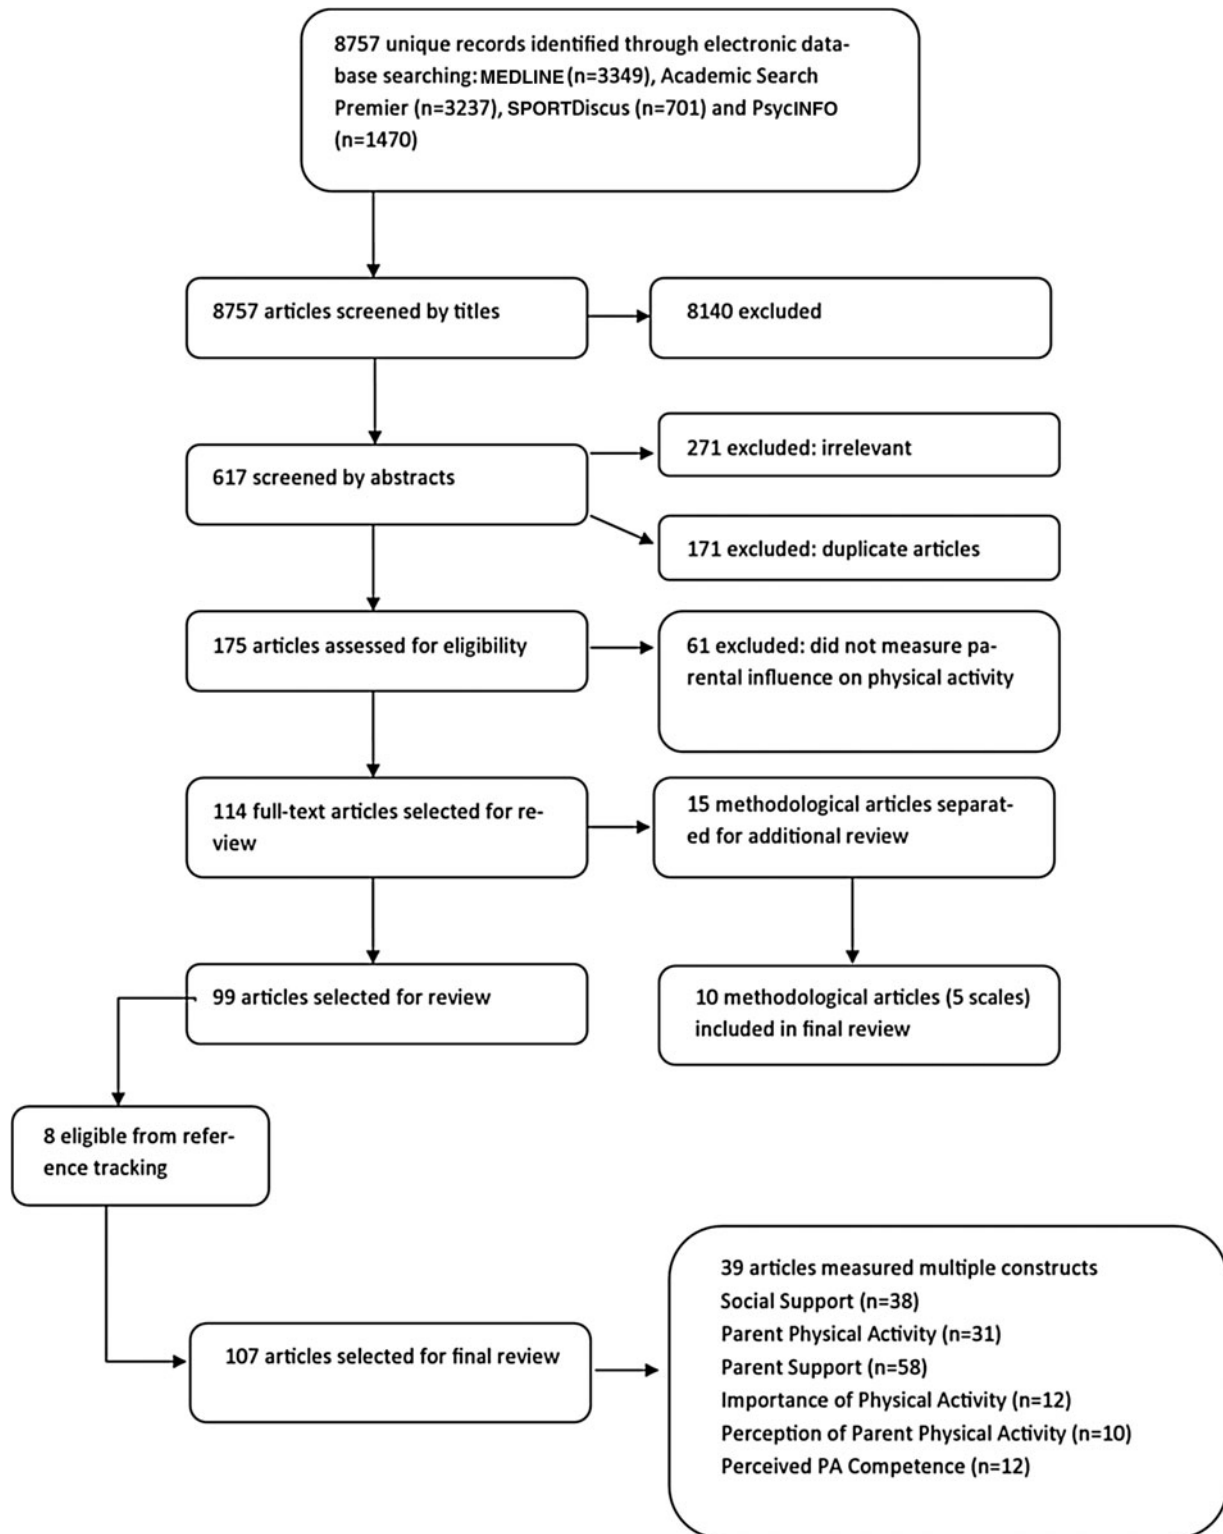 8757 unique records identified through electronic data-
base searching: MEDLINE (n=3349), Academic Search
Premier (n=3237), SPORTDiscus (n=701) and PsycINFO
(n=1470)
8757 articles screened by titles
8140 excluded
617 screened by abstracts
271 excluded: irrelevant
171 excluded: duplicate articles
175 articles assessed for eligibility
61 excluded: did not measure pa-
rental influence on physical activity
114 full-text articles selected for re-
view
15 methodological articles separat-
ed for additional review
99 articles selected for review
10 methodological articles (5 scales)
included in final review
8 eligible from refer-
ence tracking
107 articles selected for final review
39 articles measured multiple constructs
Social Support (n=38)
Parent Physical Activity (n=31)
Parent Support (n=58)
Importance of Physical Activity (n=12)
Perception of Parent Physical Activity (n=10)
Perceived PA Competence (n=12)